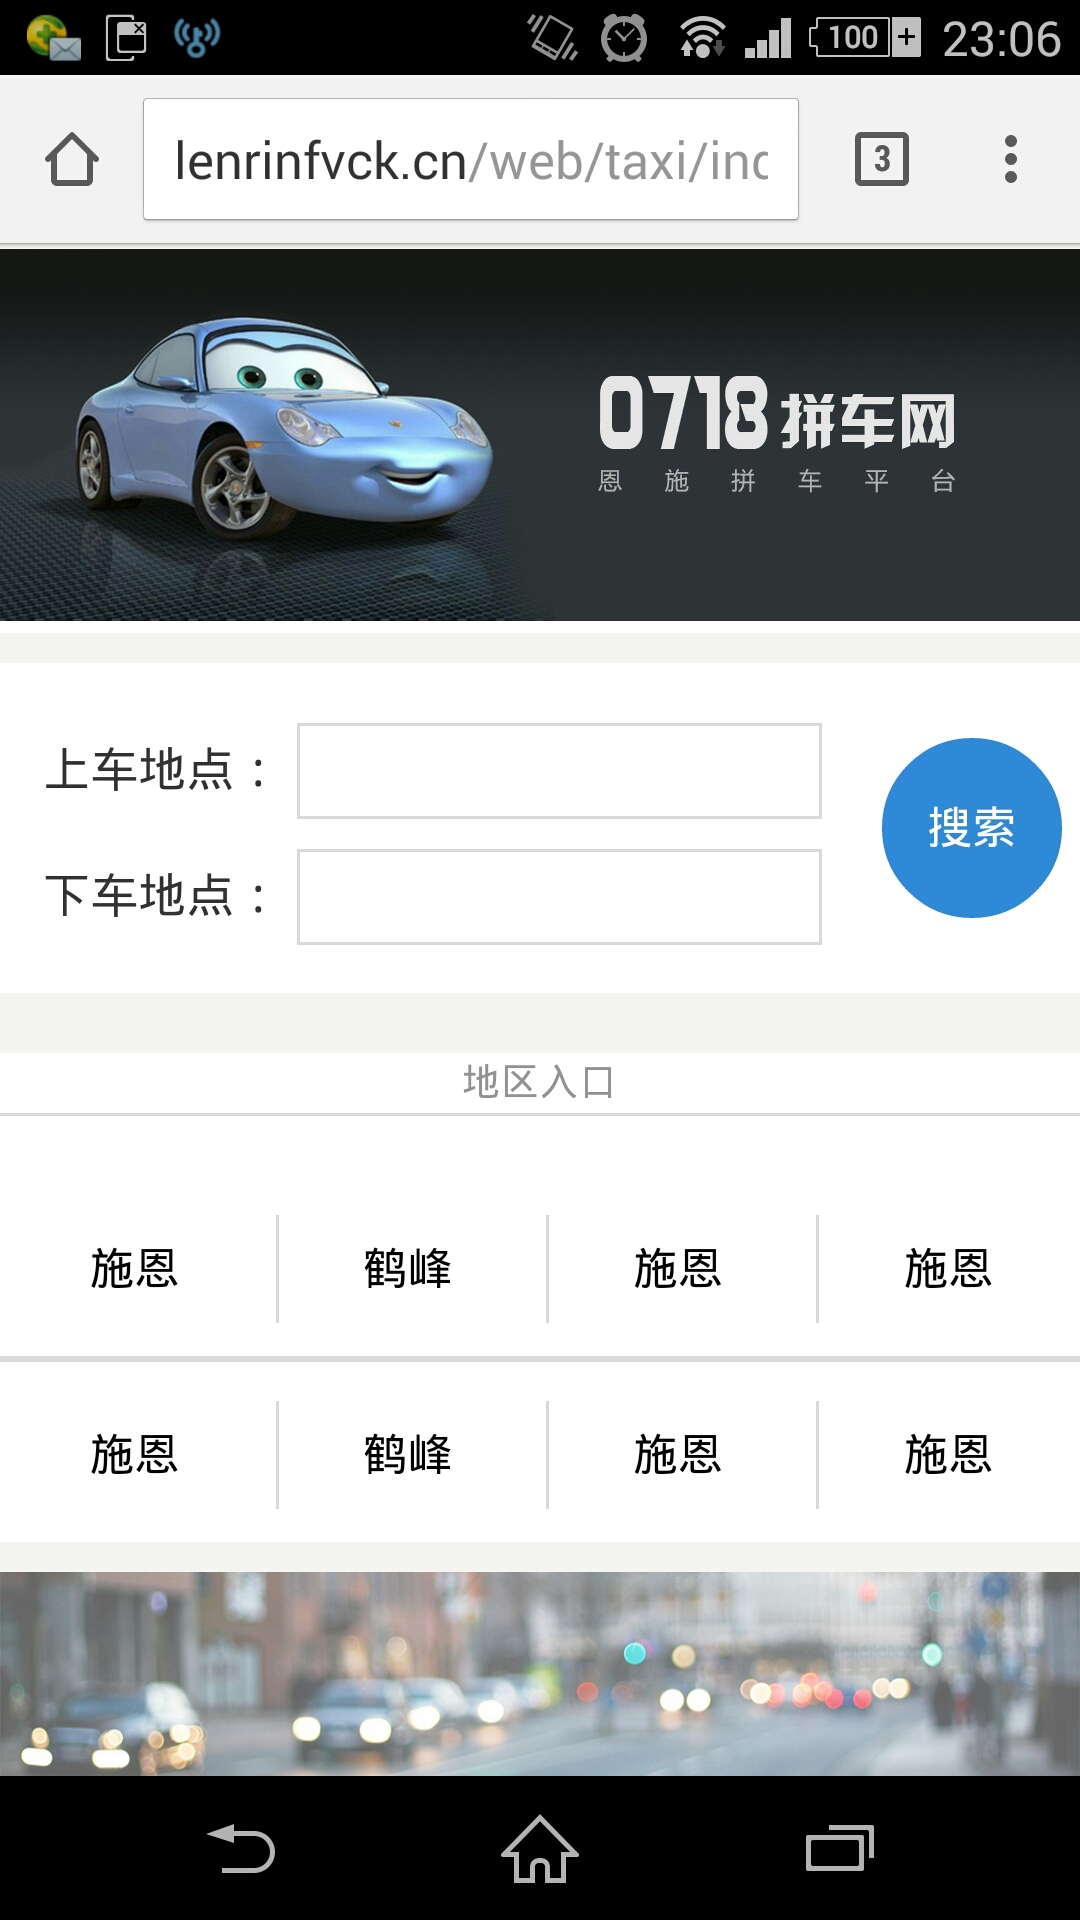 100 23:06
lenrinfvck.cn/web/taxi/inc
3
0718拼车网
恩施拼车平台
上车地点：
搜索
下车地点：
地区入口
施恩 鹤峰 施恩 施恩
施恩 鹤峰 施恩 施恩